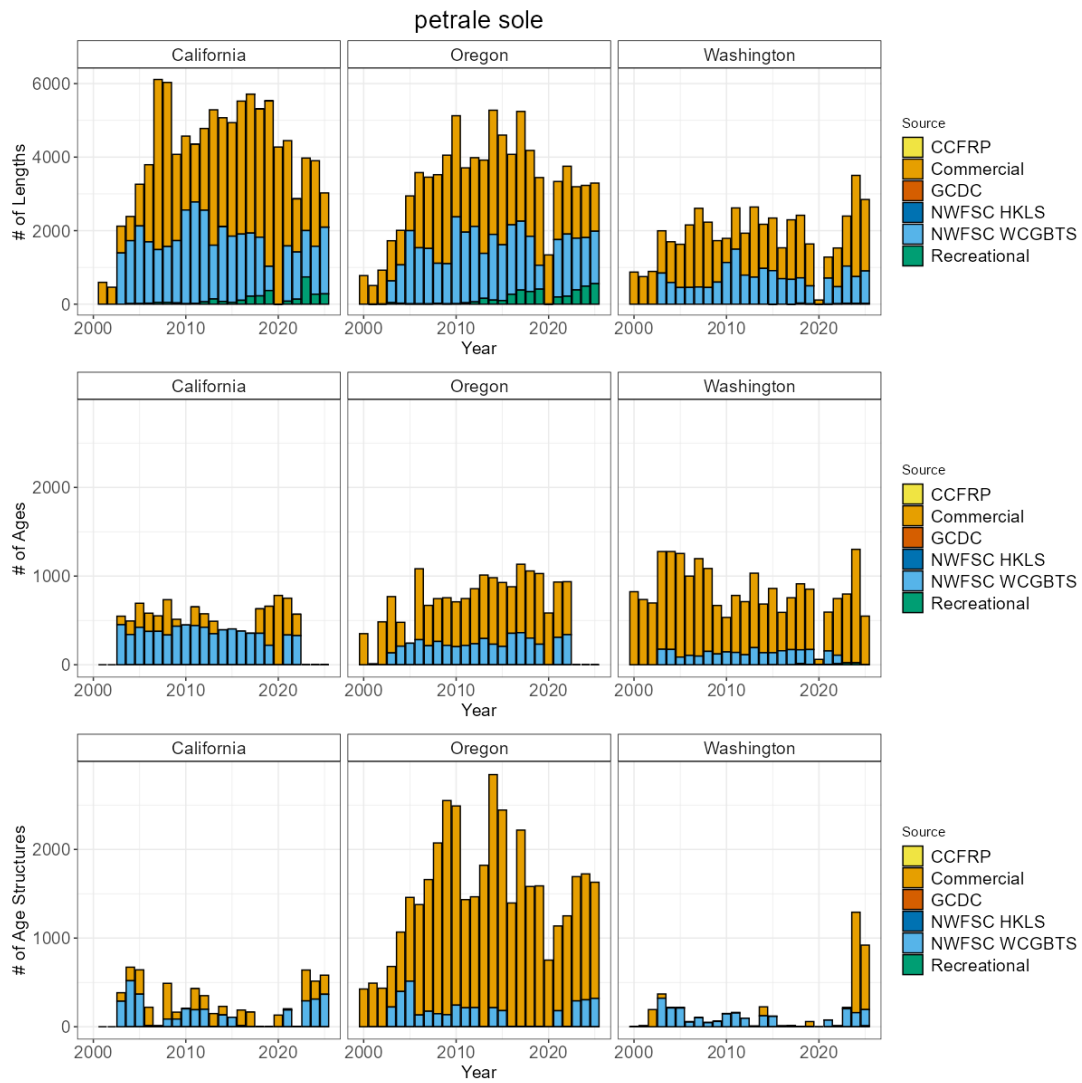 petrale sole
California Oregon Washington
# of Lengths
6000
4000
2000
0
2000 2010 2020 2000 2010 2020 2000 2010 2020
Year
Source
CCFRP
Commercial
GCDC
NWFSC HKLS
NWFSC WCGBTS
Recreational
California Oregon Washington
# of Ages
2000
1000
0
2000 2010 2020 2000 2010 2020 2000 2010 2020
Year
Source
CCFRP
Commercial
GCDC
NWFSC HKLS
NWFSC WCGBTS
Recreational
California Oregon Washington
# of Age Structures
2000
1000
0
2000 2010 2020 2000 2010 2020 2000 2010 2020
Year
Source
CCFRP
Commercial
GCDC
NWFSC HKLS
NWFSC WCGBTS
Recreational